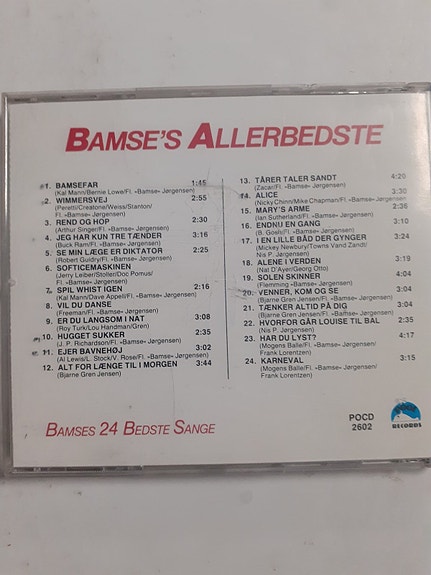 BAMSE'S ALLERBEDSTE
1. BAMSEFAR 1:45
(Kal Mann/Bernie Lowe/Fl. »Bamse« Jørgensen)
2. WIMMERSVEJ 2:55
(Peretti/Creatore/Weiss/Stanton/
Fl. »Bamse« Jørgensen)
3. REND OG HOP 2:30
(Arthur Singer/Fl. »Bamse« Jørgensen)
4. JEG HAR KUN TRE TÆNDER 3:16
(Buck Ram/Fl. »Bamse« Jørgensen)
5. SE MIN LÆGE ER DIKTATOR 2:25
(Robert Guidry/Fl. »Bamse« Jørgensen)
6. SOFTICEMASKINEN
(Jerry Leiber/Stoller/Doc Pomus/
Fl. »Bamse« Jørgensen)
7. SPIL WHIST IGEN 2:16
(Kal Mann/Dave Appell/Fl. »Bamse« Jørgensen)
8. VIL DU DANSE
(Freeman/Fl. »Bamse« Jørgensen)
9. ER DU LANGSOM I NAT 3:08
(Roy Turk/Lou Handman/Gren)
10. HUGGET SUKKER 2:35
(J. P. Richardson/Fl. »Bamse« Jørgensen)
11. EJER BAVNEHØJ 3:02
(Al Lewis/L. Stock/V. Rose/Fl. »Bamse« Jørgensen)
12. ALT FOR LÆNGE TIL I MORGEN 3:44
(Bjarne Gren Jensen)
13. TÅRER TALER SANDT 4:20
(Zacar/Fl. »Bamse« Jørgensen)
14. ALICE 3:30
(Nicky Chinn/Mike Chapman/Fl. »Bamse« Jørgensen)
15. MARY'S ARME 2:36
(Ian Sutherland/Fl. »Bamse« Jørgensen)
16. ENDNU EN GANG 3:10
(B. Goals/Fl. »Bamse« Jørgensen)
17. I EN LILLE BÅD DER GYNGER 3:24
(Mickey Newbury/Towns Vand Zandt/
Nis P. Jørgensen)
18. ALENE I VERDEN 3:19
(Nat D'Ayer/Georg Otto)
19. SOLEN SKINNER 4:04
(Flemming »Bamse« Jørgensen)
20. VENNER, KOM OG SE 3:04
(Bjarne Gren Jensen/Fl. »Bamse« Jørgensen)
21. TÆNKER ALTID PÅ DIG 3:04
(Bjarne Gren Jensen/Fl. »Bamse« Jørgensen)
22. HVORFOR GÅR LOUISE TIL BAL 2:35
(Nis P. Jørgensen)
23. HAR DU LYST? 4:17
(Mogens Balle/Fl. »Bamse« Jørgensen/
Frank Lorentzen)
24. KARNEVAL 3:15
(Mogens Balle/Fl. »Bamse« Jørgensen/
Frank Lorentzen)
BAMSES 24 BEDSTE SANGE
POCD
2602
RECORDS